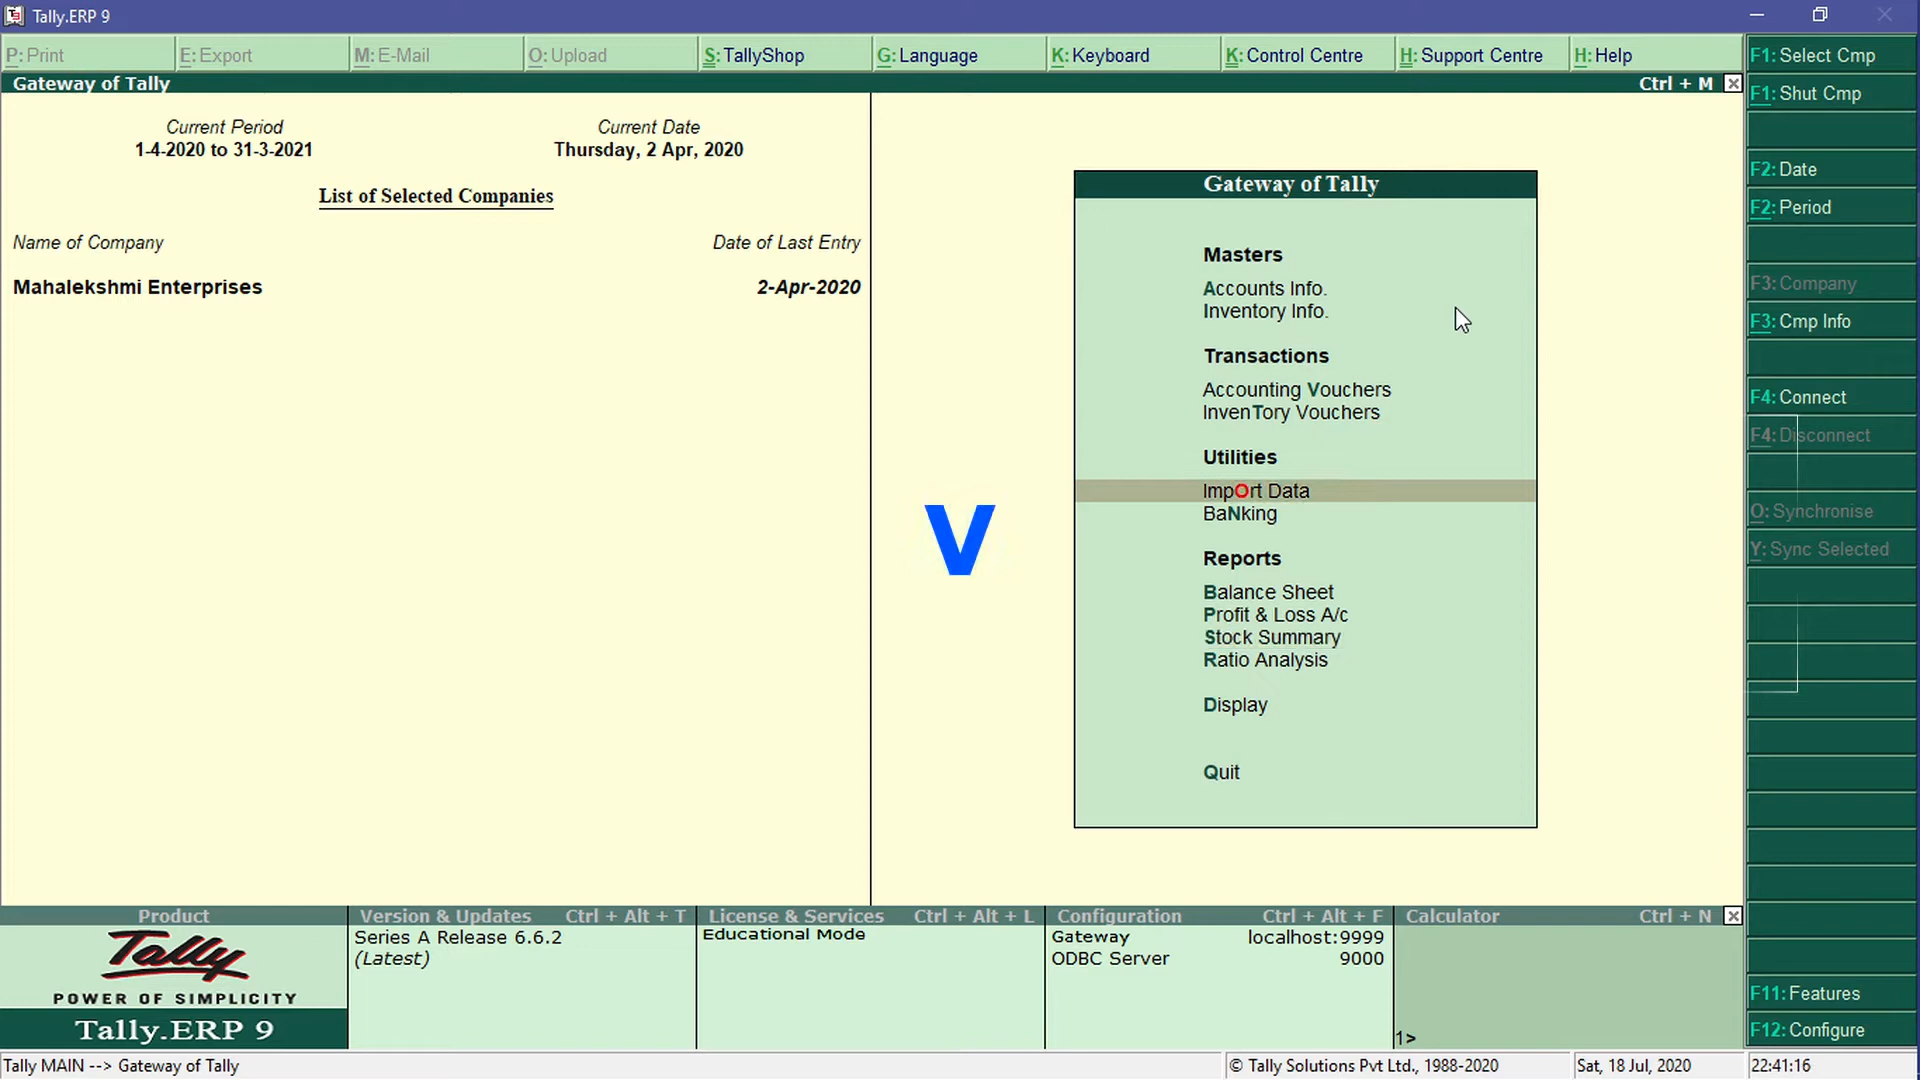 Tally.ERP 9
P: Print
E: Export
M: E-Mail
O: Upload
S: TallyShop
G: Language
K: Keyboard
K: Control Centre
H: Support Centre
H: Help
Gateway of Tally
Ctrl + M
Current Period
1-4-2020 to 31-3-2021
Current Date
Thursday, 2 Apr, 2020
List of Selected Companies
Name of Company
Date of Last Entry
Mahalekshmi Enterprises
2-Apr-2020
V
Gateway of Tally
Masters
Accounts Info.
Inventory Info.
Transactions
Accounting Vouchers
InvenTory Vouchers
Utilities
ImpOrt Data
BaNking
Reports
Balance Sheet
Profit & Loss A/c
Stock Summary
Ratio Analysis
Display
Quit
F1: Select Cmp
F1: Shut Cmp
F2: Date
F2: Period
F3: Company
F3: Cmp Info
F4: Connect
F4: Disconnect
O: Synchronise
Y: Sync Selected
F11: Features
F12: Configure
Product
Tally
POWER OF SIMPLICITY
Tally.ERP 9
Version & Updates Ctrl + Alt + T
Series A Release 6.6.2
(Latest)
License & Services Ctrl + Alt + L
Educational Mode
Configuration Ctrl + Alt + F
Gateway localhost:9999
ODBC Server 9000
Calculator Ctrl + N
1>
Tally MAIN --> Gateway of Tally
© Tally Solutions Pvt Ltd., 1988-2020
Sat, 18 Jul, 2020
22:41:16